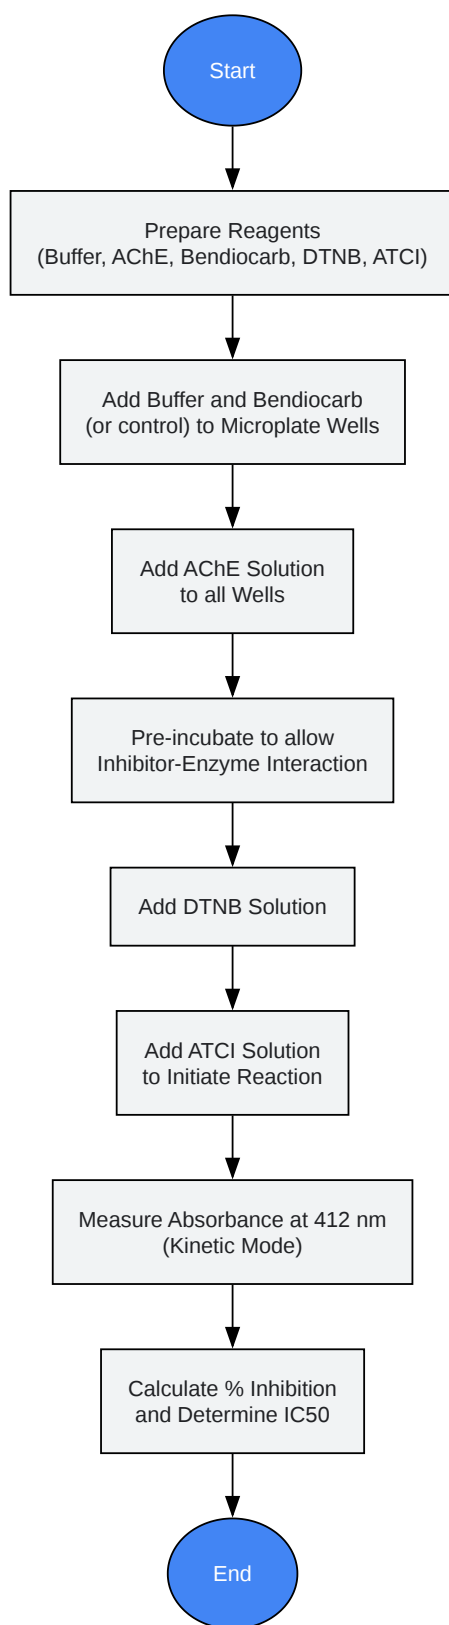 Start
Prepare Reagents
(Buffer, AChE, Bendiocarb, DTNB, ATCI)
Add Buffer and Bendiocarb
(or control) to Microplate Wells
Add AChE Solution
to all Wells
Pre-incubate to allow
Inhibitor-Enzyme Interaction
Add DTNB Solution
Add ATCI Solution
to Initiate Reaction
Measure Absorbance at 412 nm
(Kinetic Mode)
Calculate % Inhibition
and Determine IC50
End